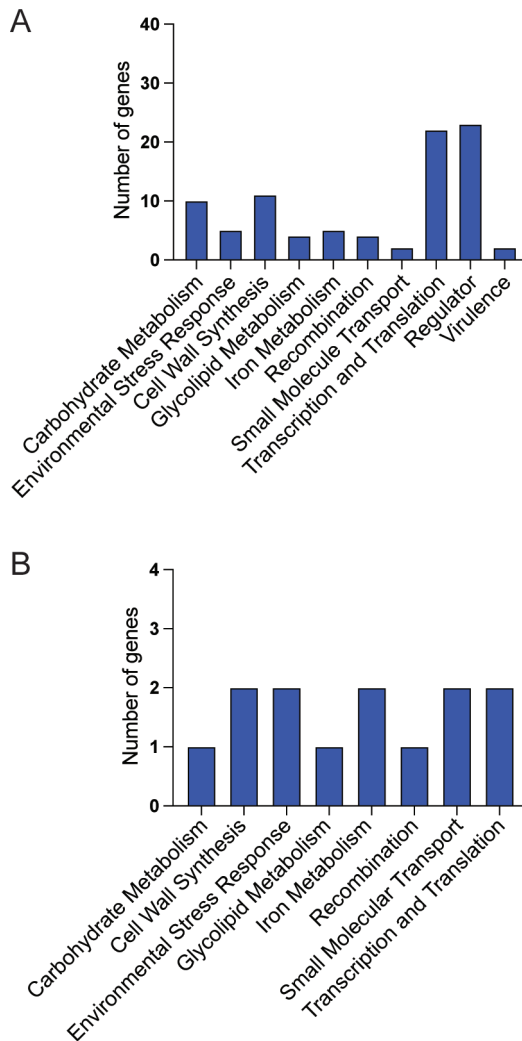 A
Number of genes
40
30
20
10
0
Carbohydrate Metabolism
Environmental Stress Response
Cell Wall Synthesis
Glycolipid Metabolism
Iron Metabolism
Recombination
Small Molecule Transport
Transcription and Translation
Regulator
Virulence
B
Number of genes
4
3
2
1
0
Carbohydrate Metabolism
Cell Wall Synthesis
Environmental Stress Response
Glycolipid Metabolism
Iron Metabolism
Recombination
Small Molecular Transport
Transcription and Translation